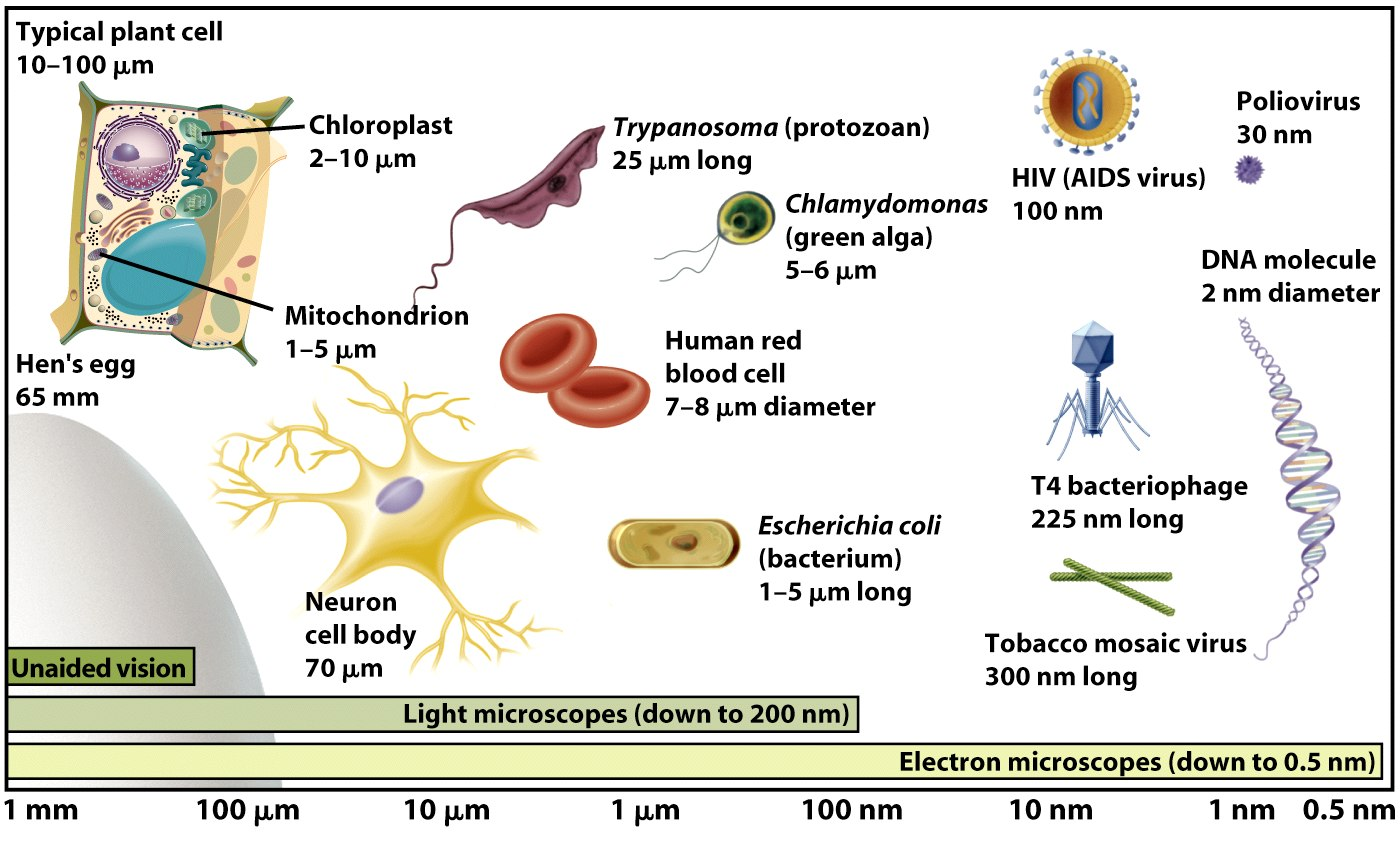 Typical plant cell
10–100 μm
Chloroplast
2–10 μm
Mitochondrion
1–5 μm
Hen's egg
65 mm
Trypanosoma (protozoan)
25 μm long
Chlamydomonas
(green alga)
5–6 μm
Human red
blood cell
7–8 μm diameter
Neuron
cell body
70 μm
Escherichia coli
(bacterium)
1–5 μm long
HIV (AIDS virus)
100 nm
Poliovirus
30 nm
DNA molecule
2 nm diameter
T4 bacteriophage
225 nm long
Tobacco mosaic virus
300 nm long
Unaided vision
Light microscopes (down to 200 nm)
Electron microscopes (down to 0.5 nm)
1 mm 100 μm 10 μm 1 μm 100 nm 10 nm 1 nm 0.5 nm